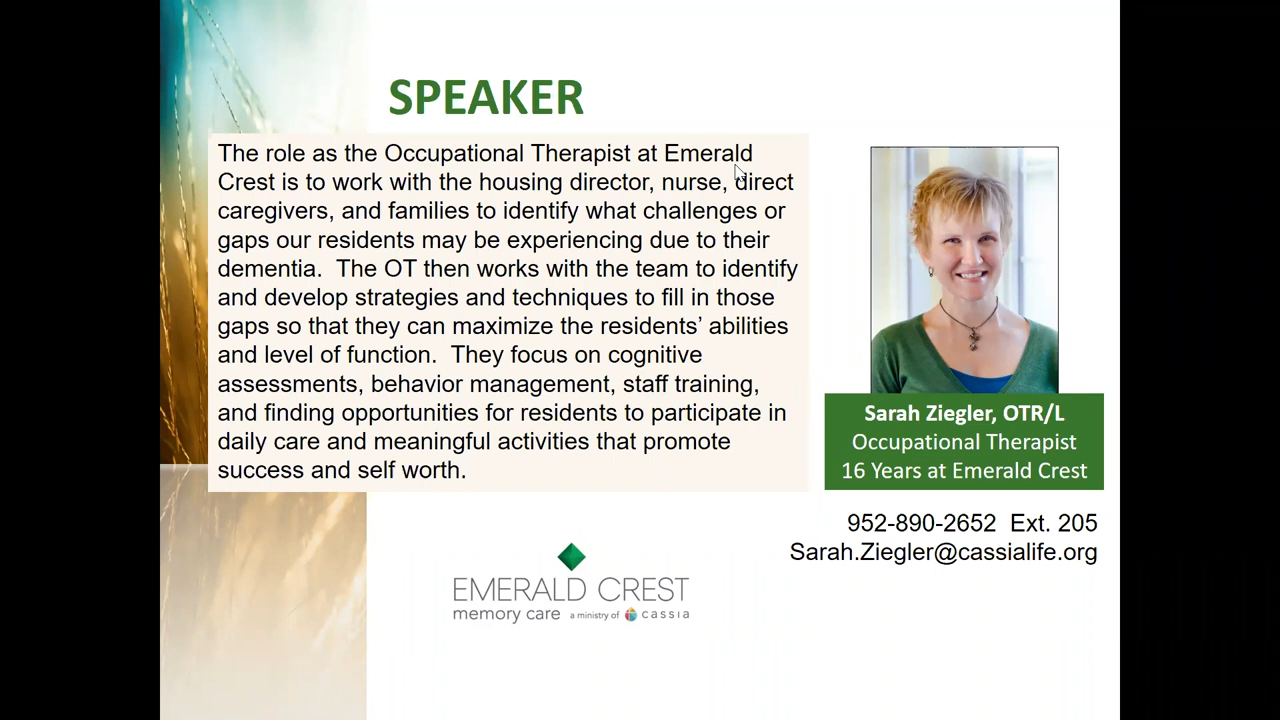 SPEAKER
The role as the Occupational Therapist at Emerald
Crest is to work with the housing director, nurse, direct
caregivers, and families to identify what challenges or
gaps our residents may be experiencing due to their
dementia.  The OT then works with the team to identify
and develop strategies and techniques to fill in those
gaps so that they can maximize the residents’ abilities
and level of function.  They focus on cognitive
assessments, behavior management, staff training,
and finding opportunities for residents to participate in
daily care and meaningful activities that promote
success and self worth.
Sarah Ziegler, OTR/L
Occupational Therapist
16 Years at Emerald Crest
952-890-2652  Ext. 205
Sarah.Ziegler@cassialife.org
EMERALD CREST
memory care a ministry of cassia